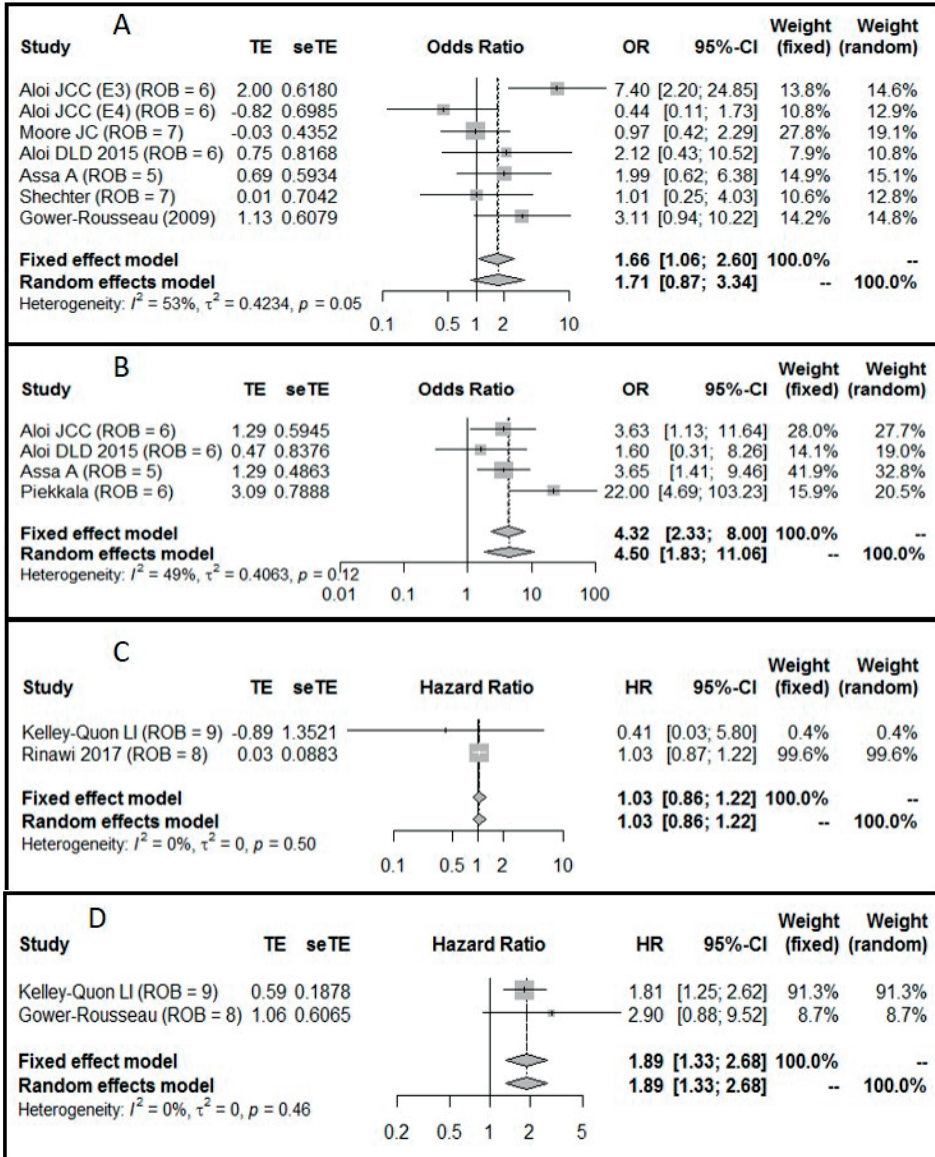 A
Weight Weight
Study TE seTE Odds Ratio OR 95%-CI (fixed) (random)
Aloi JCC (E3) (ROB = 6) 2.00 0.6180 7.40 [2.20; 24.85] 13.8% 14.6%
Aloi JCC (E4) (ROB = 6) -0.82 0.6985 0.44 [0.11; 1.73] 10.8% 12.9%
Moore JC (ROB = 7) -0.03 0.4352 0.97 [0.42; 2.29] 27.8% 19.1%
Aloi DLD 2015 (ROB = 6) 0.75 0.8168 2.12 [0.43; 10.52] 7.9% 10.8%
Assa A (ROB = 5) 0.69 0.5934 1.99 [0.62; 6.38] 14.9% 15.1%
Shechter (ROB = 7) 0.01 0.7042 1.01 [0.25; 4.03] 10.6% 12.8%
Gower-Rousseau (2009) 1.13 0.6079 3.11 [0.94; 10.22] 14.2% 14.8%
Fixed effect model 1.66 [1.06; 2.60] 100.0% --
Random effects model 1.71 [0.87; 3.34] -- 100.0%
Heterogeneity: I² = 53%, τ² = 0.4234, p = 0.05
0.1 0.5 1 2 10
B
Weight Weight
Study TE seTE Odds Ratio OR 95%-CI (fixed) (random)
Aloi JCC (ROB = 6) 1.29 0.5945 3.63 [1.13; 11.64] 28.0% 27.7%
Aloi DLD 2015 (ROB = 6) 0.47 0.8376 1.60 [0.31; 8.26] 14.1% 19.0%
Assa A (ROB = 5) 1.29 0.4863 3.65 [1.41; 9.46] 41.9% 32.8%
Piekkala (ROB = 6) 3.09 0.7888 22.00 [4.69; 103.23] 15.9% 20.5%
Fixed effect model 4.32 [2.33; 8.00] 100.0% --
Random effects model 4.50 [1.83; 11.06] -- 100.0%
Heterogeneity: I² = 49%, τ² = 0.4063, p = 0.12
0.01 0.1 1 10 100
C
Weight Weight
Study TE seTE Hazard Ratio HR 95%-CI (fixed) (random)
Kelley-Quon LI (ROB = 9) -0.89 1.3521 0.41 [0.03; 5.80] 0.4% 0.4%
Rinawi 2017 (ROB = 8) 0.03 0.0883 1.03 [0.87; 1.22] 99.6% 99.6%
Fixed effect model 1.03 [0.86; 1.22] 100.0% --
Random effects model 1.03 [0.86; 1.22] -- 100.0%
Heterogeneity: I² = 0%, τ² = 0, p = 0.50
0.1 0.5 1 2 10
D
Weight Weight
Study TE seTE Hazard Ratio HR 95%-CI (fixed) (random)
Kelley-Quon LI (ROB = 9) 0.59 0.1878 1.81 [1.25; 2.62] 91.3% 91.3%
Gower-Rousseau (ROB = 8) 1.06 0.6065 2.90 [0.88; 9.52] 8.7% 8.7%
Fixed effect model 1.89 [1.33; 2.68] 100.0% --
Random effects model 1.89 [1.33; 2.68] -- 100.0%
Heterogeneity: I² = 0%, τ² = 0, p = 0.46
0.2 0.5 1 2 5